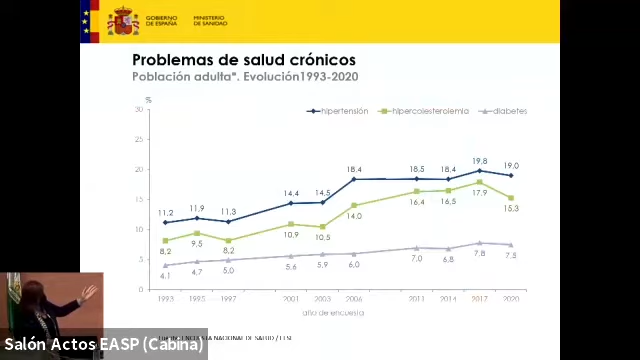 GOBIERNO MINISTERIO
DE ESPAÑA DE SANIDAD
Problemas de salud crónicos
Población adulta*. Evolución1993-2020
%
30
hipertensión hipercolesterolemia diabetes
25
20
15
10
5
0
11,2 11,9 11,3 14,4 14,5 18,4 18,5 18,4 19,8 19,0
8,2 9,5 8,2 10,9 10,5 14,0 16,4 16,5 17,9 15,3
4,1 4,7 5,0 5,6 5,9 6,0 7,0 6,8 7,8 7,5
1993 1995 1997 2001 2003 2006 2011 2014 2017 2020
año de encuesta
NACIONAL DE SALUD
Salón Actos EASP (Cabina)